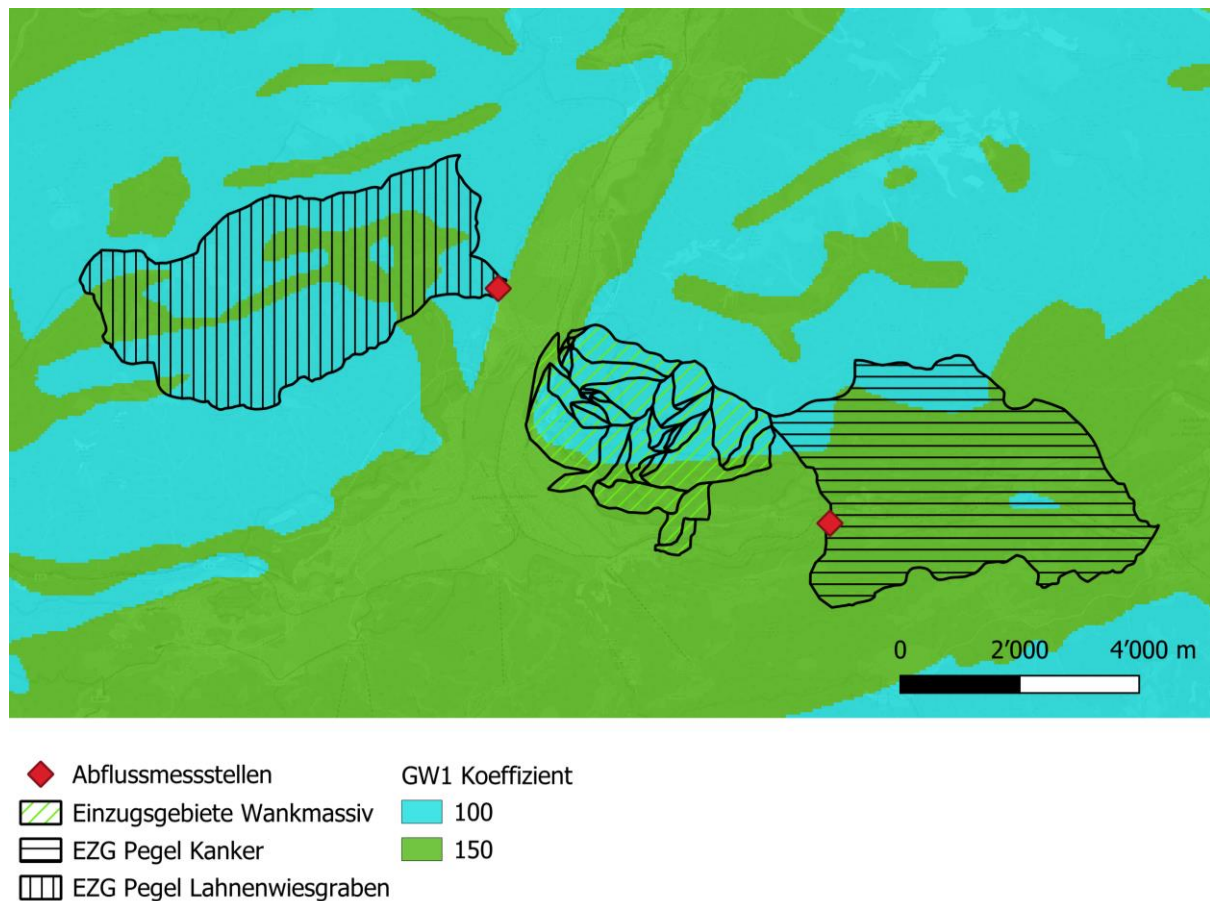 0 2'000 4'000 m
Abflussmessstellen
Einzugsgebiete Wankmassiv
EZG Pegel Kanker
EZG Pegel Lahnenwiesgraben
GW1 Koeffizient
100
150